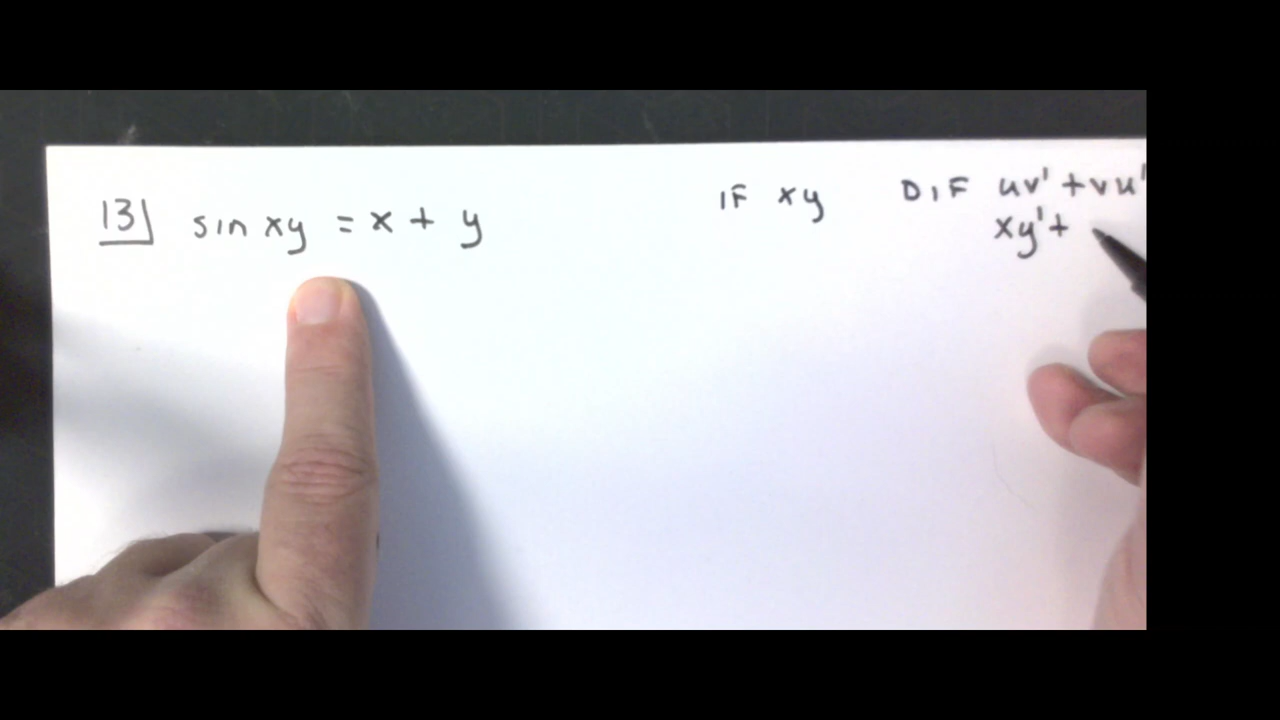 13 sin xy = x + y
IF xy DIF uv' + vu'
xy' +